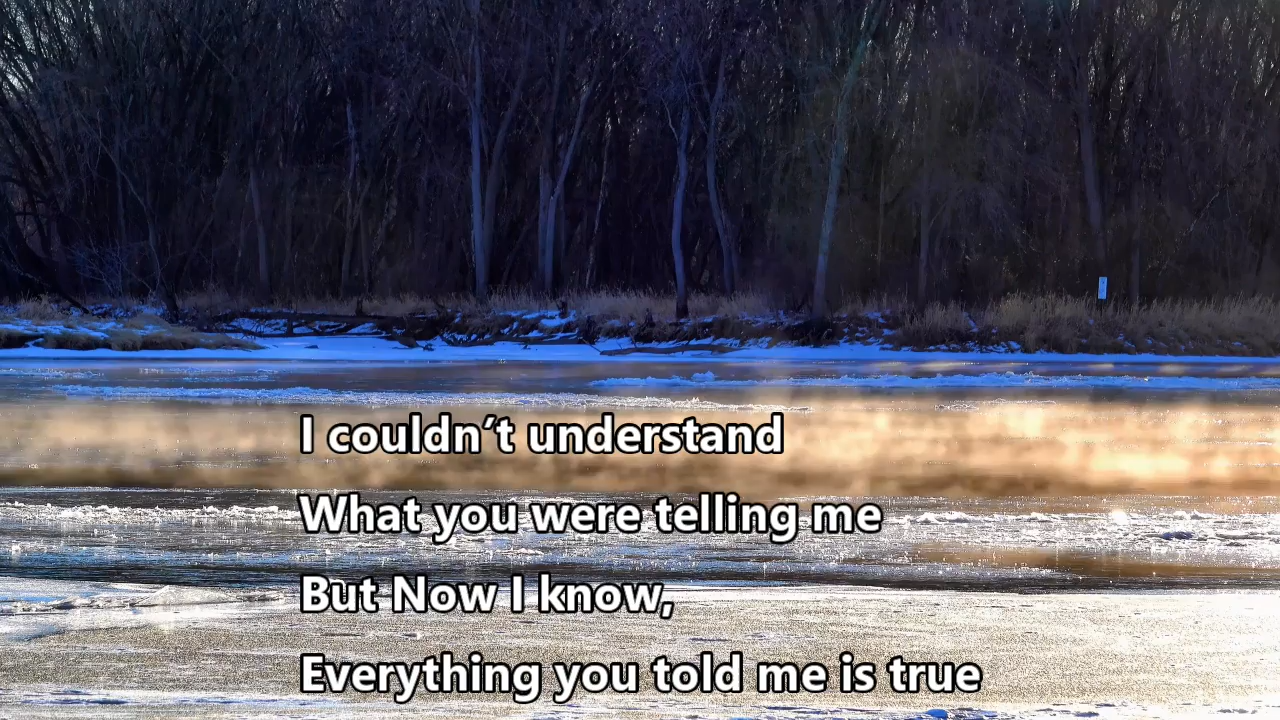 I couldn´t understand
What you were telling me
But Now I know,
Everything you told me is true